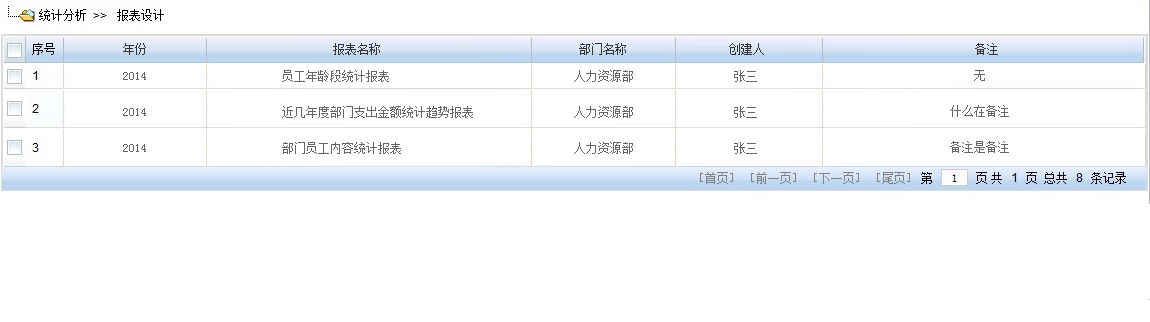 统计分析 >> 报表设计
序号 年份 报表名称 部门名称 创建人 备注
1 2014 员工年龄段统计报表 人力资源部 张三 无
2 2014 近几年度部门支出金额统计趋势报表 人力资源部 张三 什么在备注
3 2014 部门员工内容统计报表 人力资源部 张三 备注是备注
[首页] [前一页] [下一页] [尾页] 第 1 页 共 1 页 总共 8 条记录